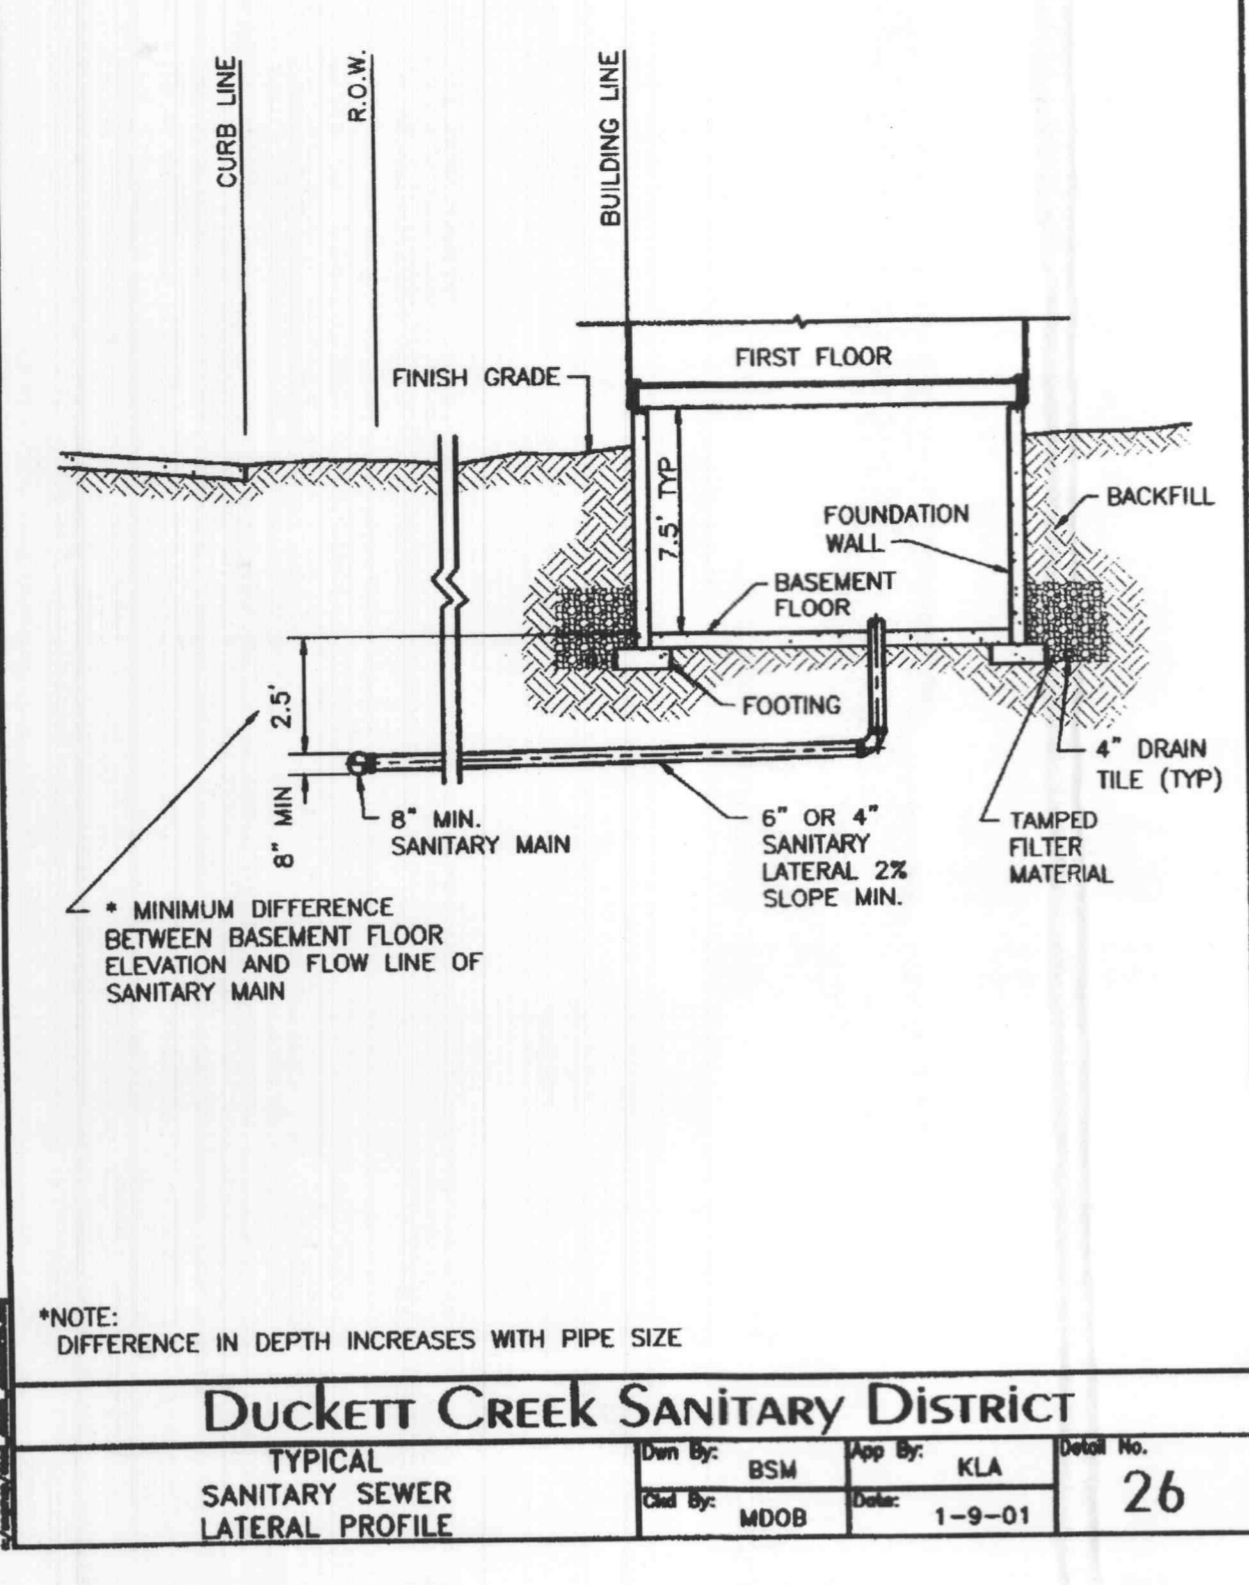 CURB LINE
R.O.W.
BUILDING LINE
FIRST FLOOR
FINISH GRADE
7.5' TYP
BACKFILL
FOUNDATION
WALL
BASEMENT
FLOOR
2.5'
FOOTING
4" DRAIN
TILE (TYP)
8" MIN
8" MIN.
SANITARY MAIN
6" OR 4"
SANITARY
LATERAL 2%
SLOPE MIN.
TAMPED
FILTER
MATERIAL
* MINIMUM DIFFERENCE
BETWEEN BASEMENT FLOOR
ELEVATION AND FLOW LINE OF
SANITARY MAIN
*NOTE:
DIFFERENCE IN DEPTH INCREASES WITH PIPE SIZE
Duckett Creek Sanitary District
TYPICAL
SANITARY SEWER
LATERAL PROFILE
Dwn By: BSM
App By: KLA
Detail No.
26
Ckd By: MDOB
Date: 1-9-01